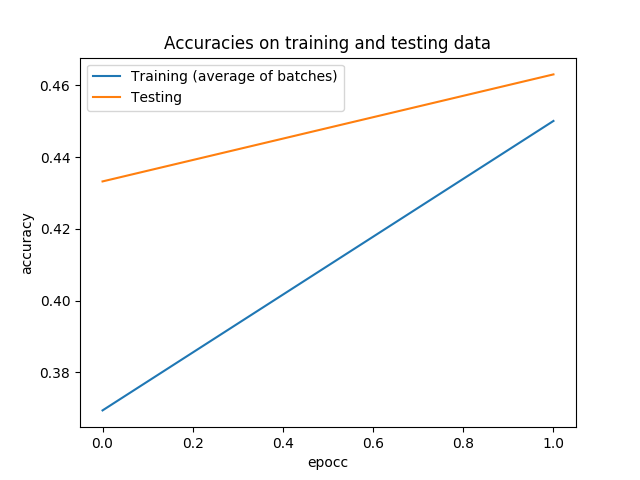 Accuracies on training and testing data
Training (average of batches)
Testing
0.46
0.44
0.42
0.40
0.38
accuracy
0.0 0.2 0.4 0.6 0.8 1.0
epocc